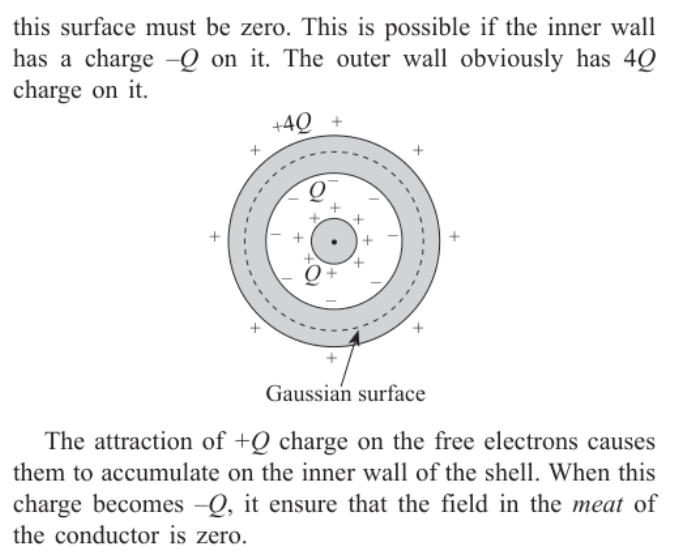 this surface must be zero. This is possible if the inner wall
has a charge –Q on it. The outer wall obviously has 4Q
charge on it.
+4Q +
+ +
Q –
– –
+
+ +
+ – + + – +
+ +
Q +
– –
–
+ +
+
Gaussian surface
The attraction of +Q charge on the free electrons causes
them to accumulate on the inner wall of the shell. When this
charge becomes –Q, it ensure that the field in the meat of
the conductor is zero.